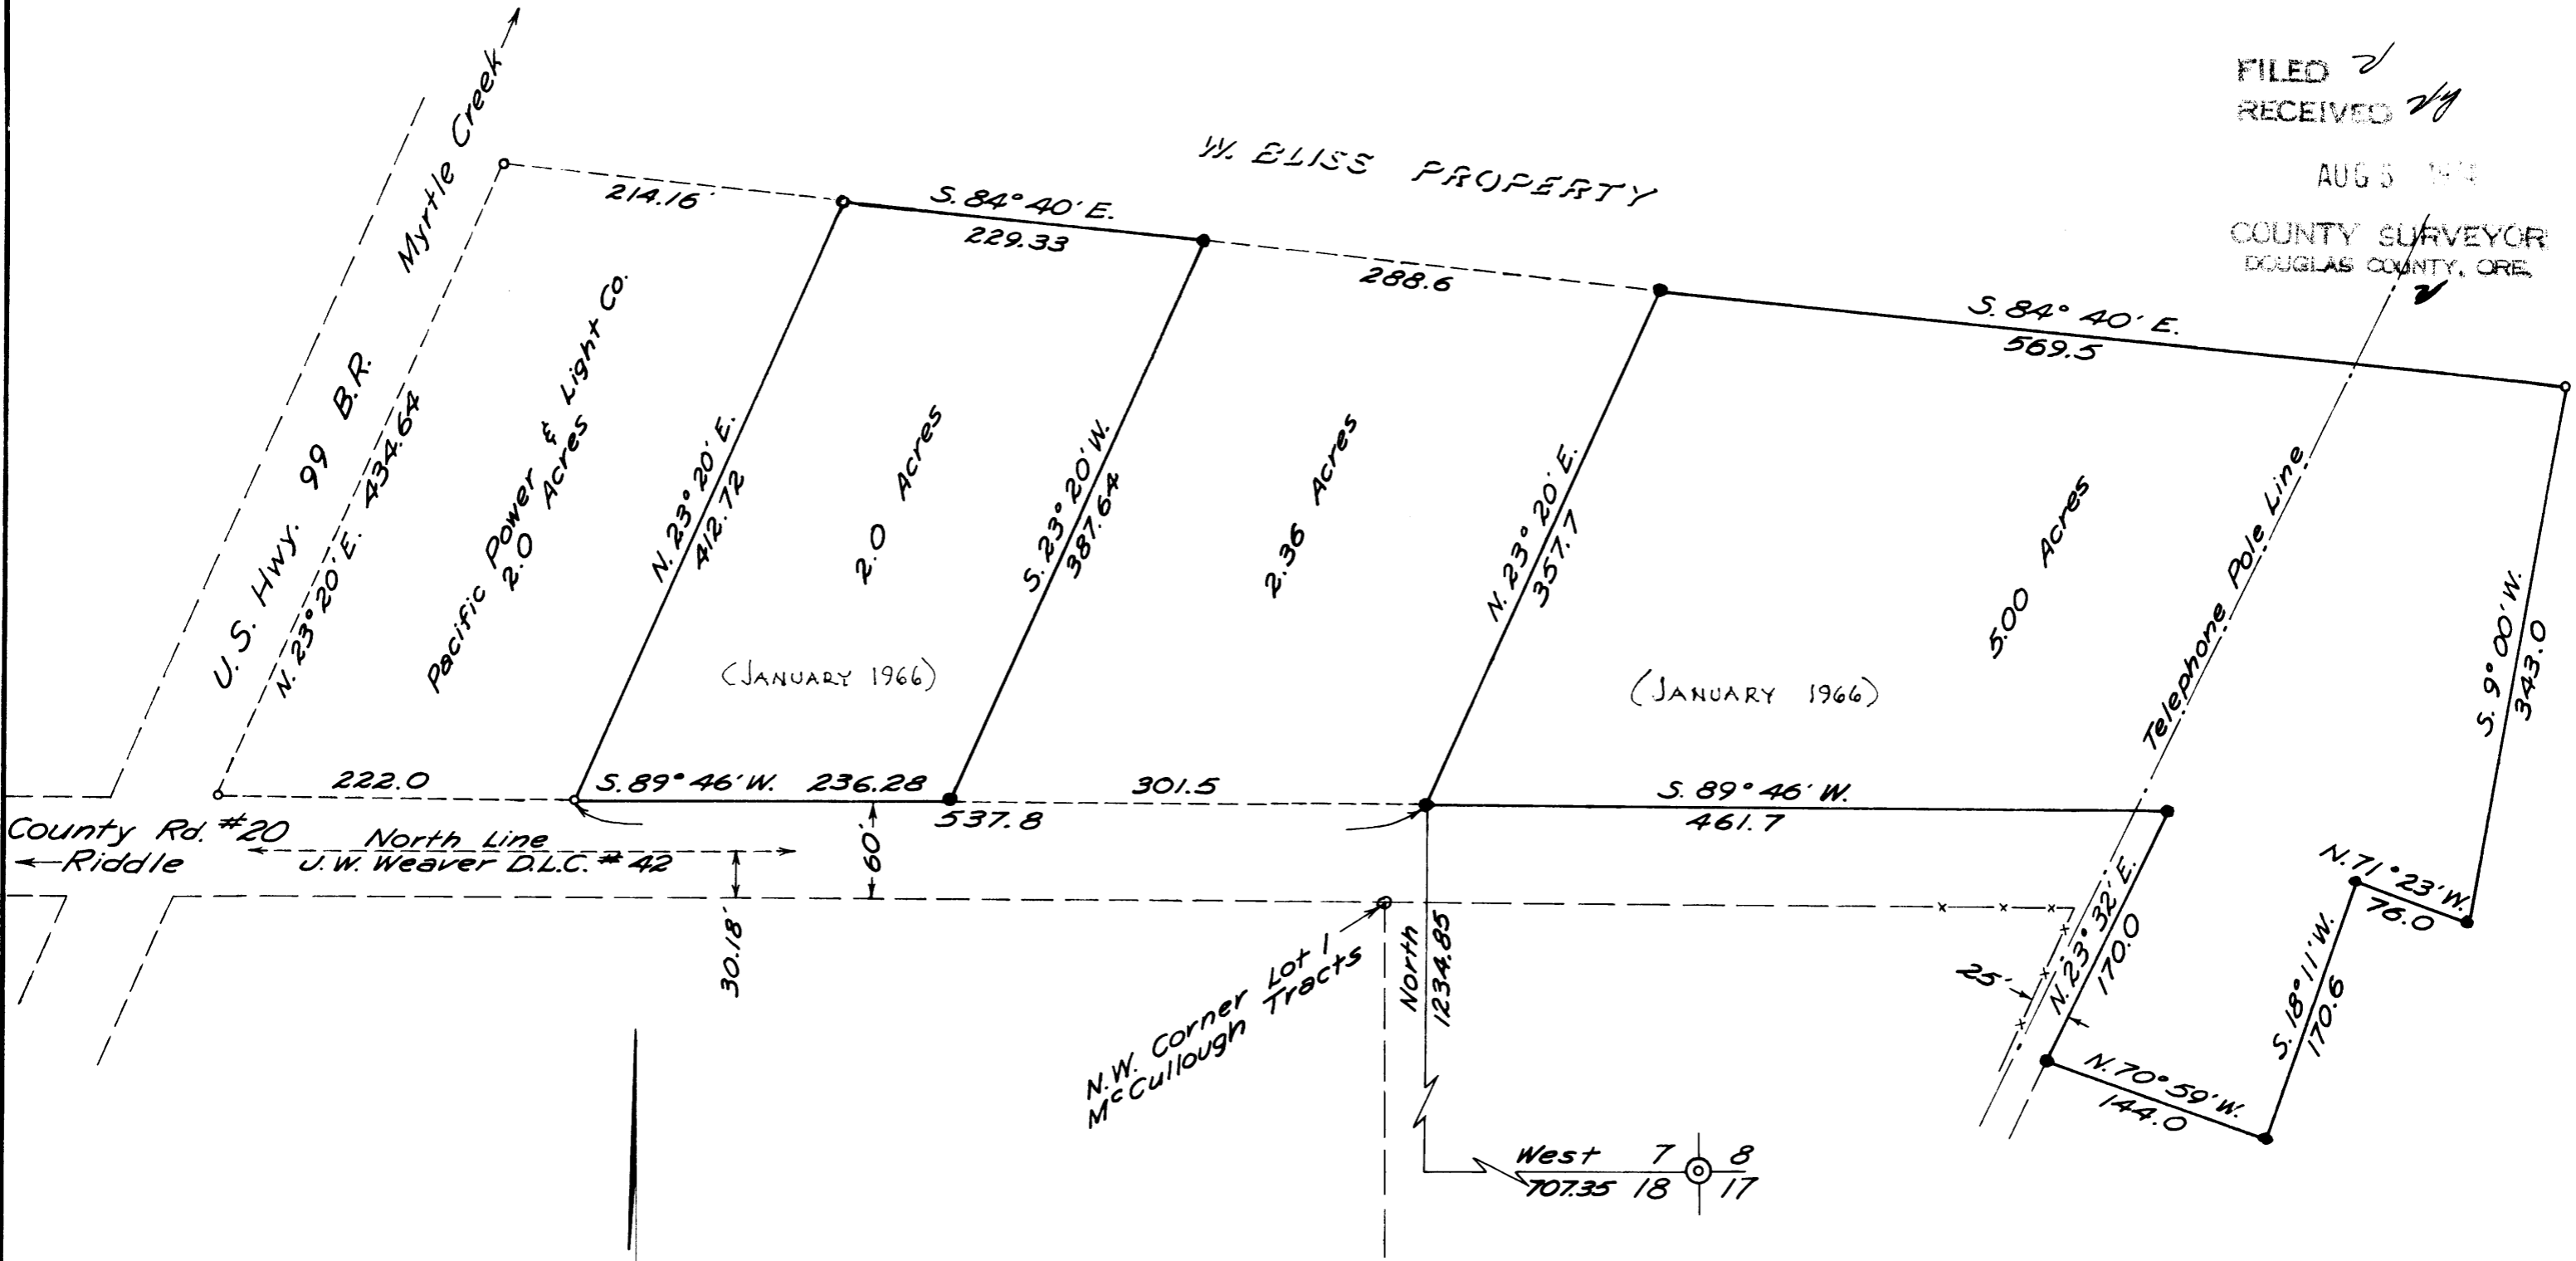 Myrtle Creek
U.S. Hwy. 99 B.R.
FILED
RECEIVED
AUG 5
COUNTY SURVEYOR
DOUGLAS COUNTY, ORE.
W. BLISS PROPERTY
214.16'
S. 84° 40' E.
229.33
288.6
S. 84° 40' E.
569.5
N. 23° 20' E. 434.64
Pacific Power & Light Co.
2.0 Acres
N. 23° 20' E.
412.72
2.0 Acres
(JANUARY 1966)
S. 23° 20' W.
387.64
2.36 Acres
N. 23° 20' E.
357.7
5.00 Acres
(JANUARY 1966)
Telephone Pole Line
S. 9° 00' W.
343.0
222.0
S. 89° 46' W. 236.28
301.5
537.8
S. 89° 46' W.
461.7
County Rd. #20
Riddle
North Line
J.W. Weaver D.L.C. # 42
60'
30.18'
N. 71° 23' W.
76.0
N. 23° 32' E.
170.0
25'
S. 18° 11' W.
170.6
N. 70° 59' W.
144.0
N.W. Corner Lot 1
McCullough Tracts
North
1234.85
West 7 8
707.35 18 17